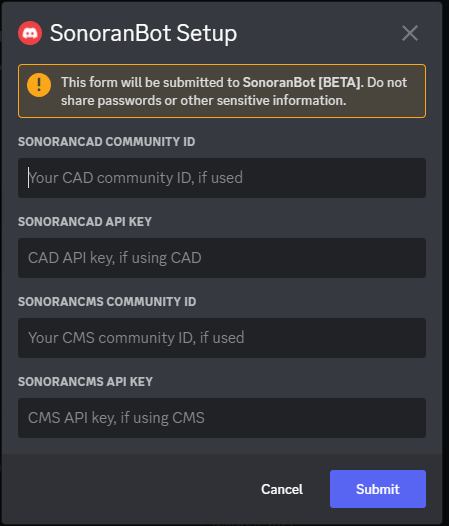 SonoranBot Setup
This form will be submitted to SonoranBot [BETA]. Do not
share passwords or other sensitive information.
SONORANCAD COMMUNITY ID
Your CAD community ID, if used
SONORANCAD API KEY
CAD API key, if using CAD
SONORANCMS COMMUNITY ID
Your CMS community ID, if used
SONORANCMS API KEY
CMS API key, if using CMS
Cancel Submit